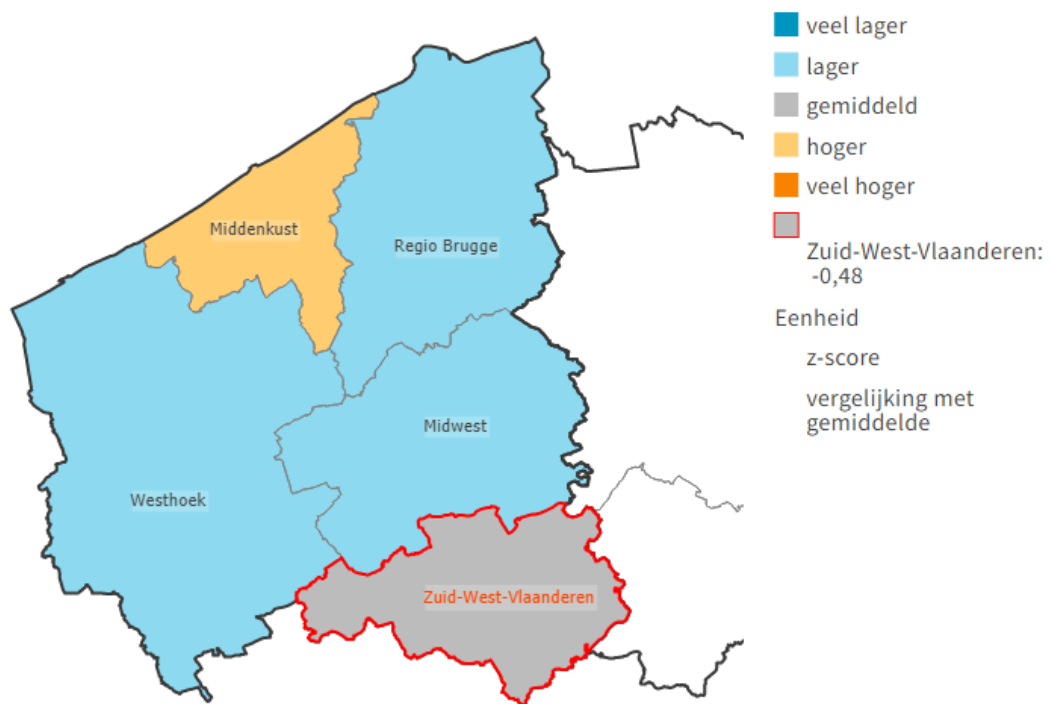 veel lager
lager
gemiddeld
hoger
veel hoger
Zuid-West-Vlaanderen:
-0,48
Eenheid
z-score
vergelijking met
gemiddelde
Middenkust
Regio Brugge
Midwest
Westhoek
Zuid-West-Vlaanderen